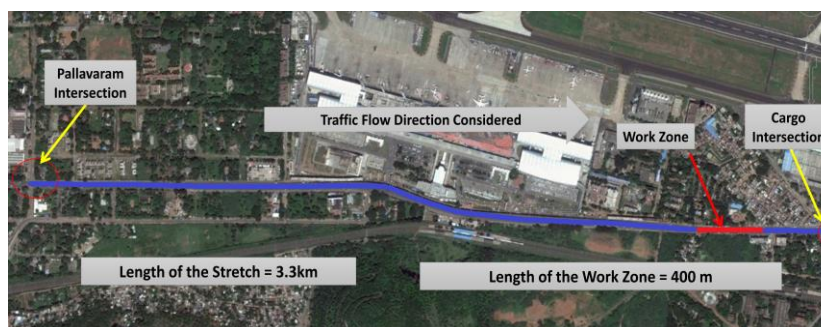 Pallavaram
Intersection
Traffic Flow Direction Considered
Cargo
Intersection
Work Zone
Length of the Stretch = 3.3km
Length of the Work Zone = 400 m